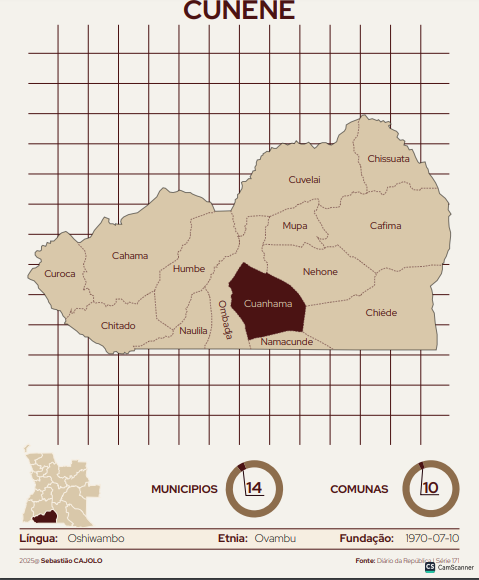 CUNENE
Chissuata
Cuvelai
Mupa
Cafima
Cahama
Humbe
Nehone
Curoca
Cuanhama
Ombadja
Chiéde
Chitado
Naulila
Namacunde
MUNICIPIOS 14 COMUNAS 10
Língua: Oshiwambo Etnia: Ovambu Fundação: 1970-07-10
2025@ Sebastião CAJOLO Fonte: Diário da República | Série 171
CS CamScanner